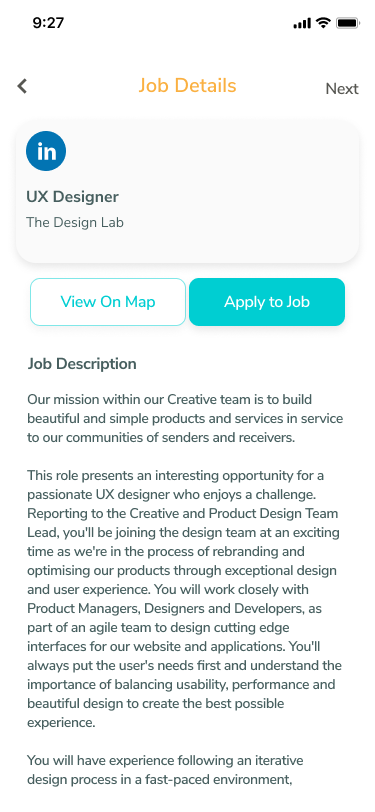 9:27
Job Details
Next
in
UX Designer
The Design Lab
View On Map
Apply to Job
Job Description
Our mission within our Creative team is to build
beautiful and simple products and services in service
to our communities of senders and receivers.
This role presents an interesting opportunity for a
passionate UX designer who enjoys a challenge.
Reporting to the Creative and Product Design Team
Lead, you'll be joining the design team at an exciting
time as we're in the process of rebranding and
optimising our products through exceptional design
and user experience. You will work closely with
Product Managers, Designers and Developers, as
part of an agile team to design cutting edge
interfaces for our website and applications. You'll
always put the user's needs first and understand the
importance of balancing usability, performance and
beautiful design to create the best possible
experience.
You will have experience following an iterative
design process in a fast-paced environment,